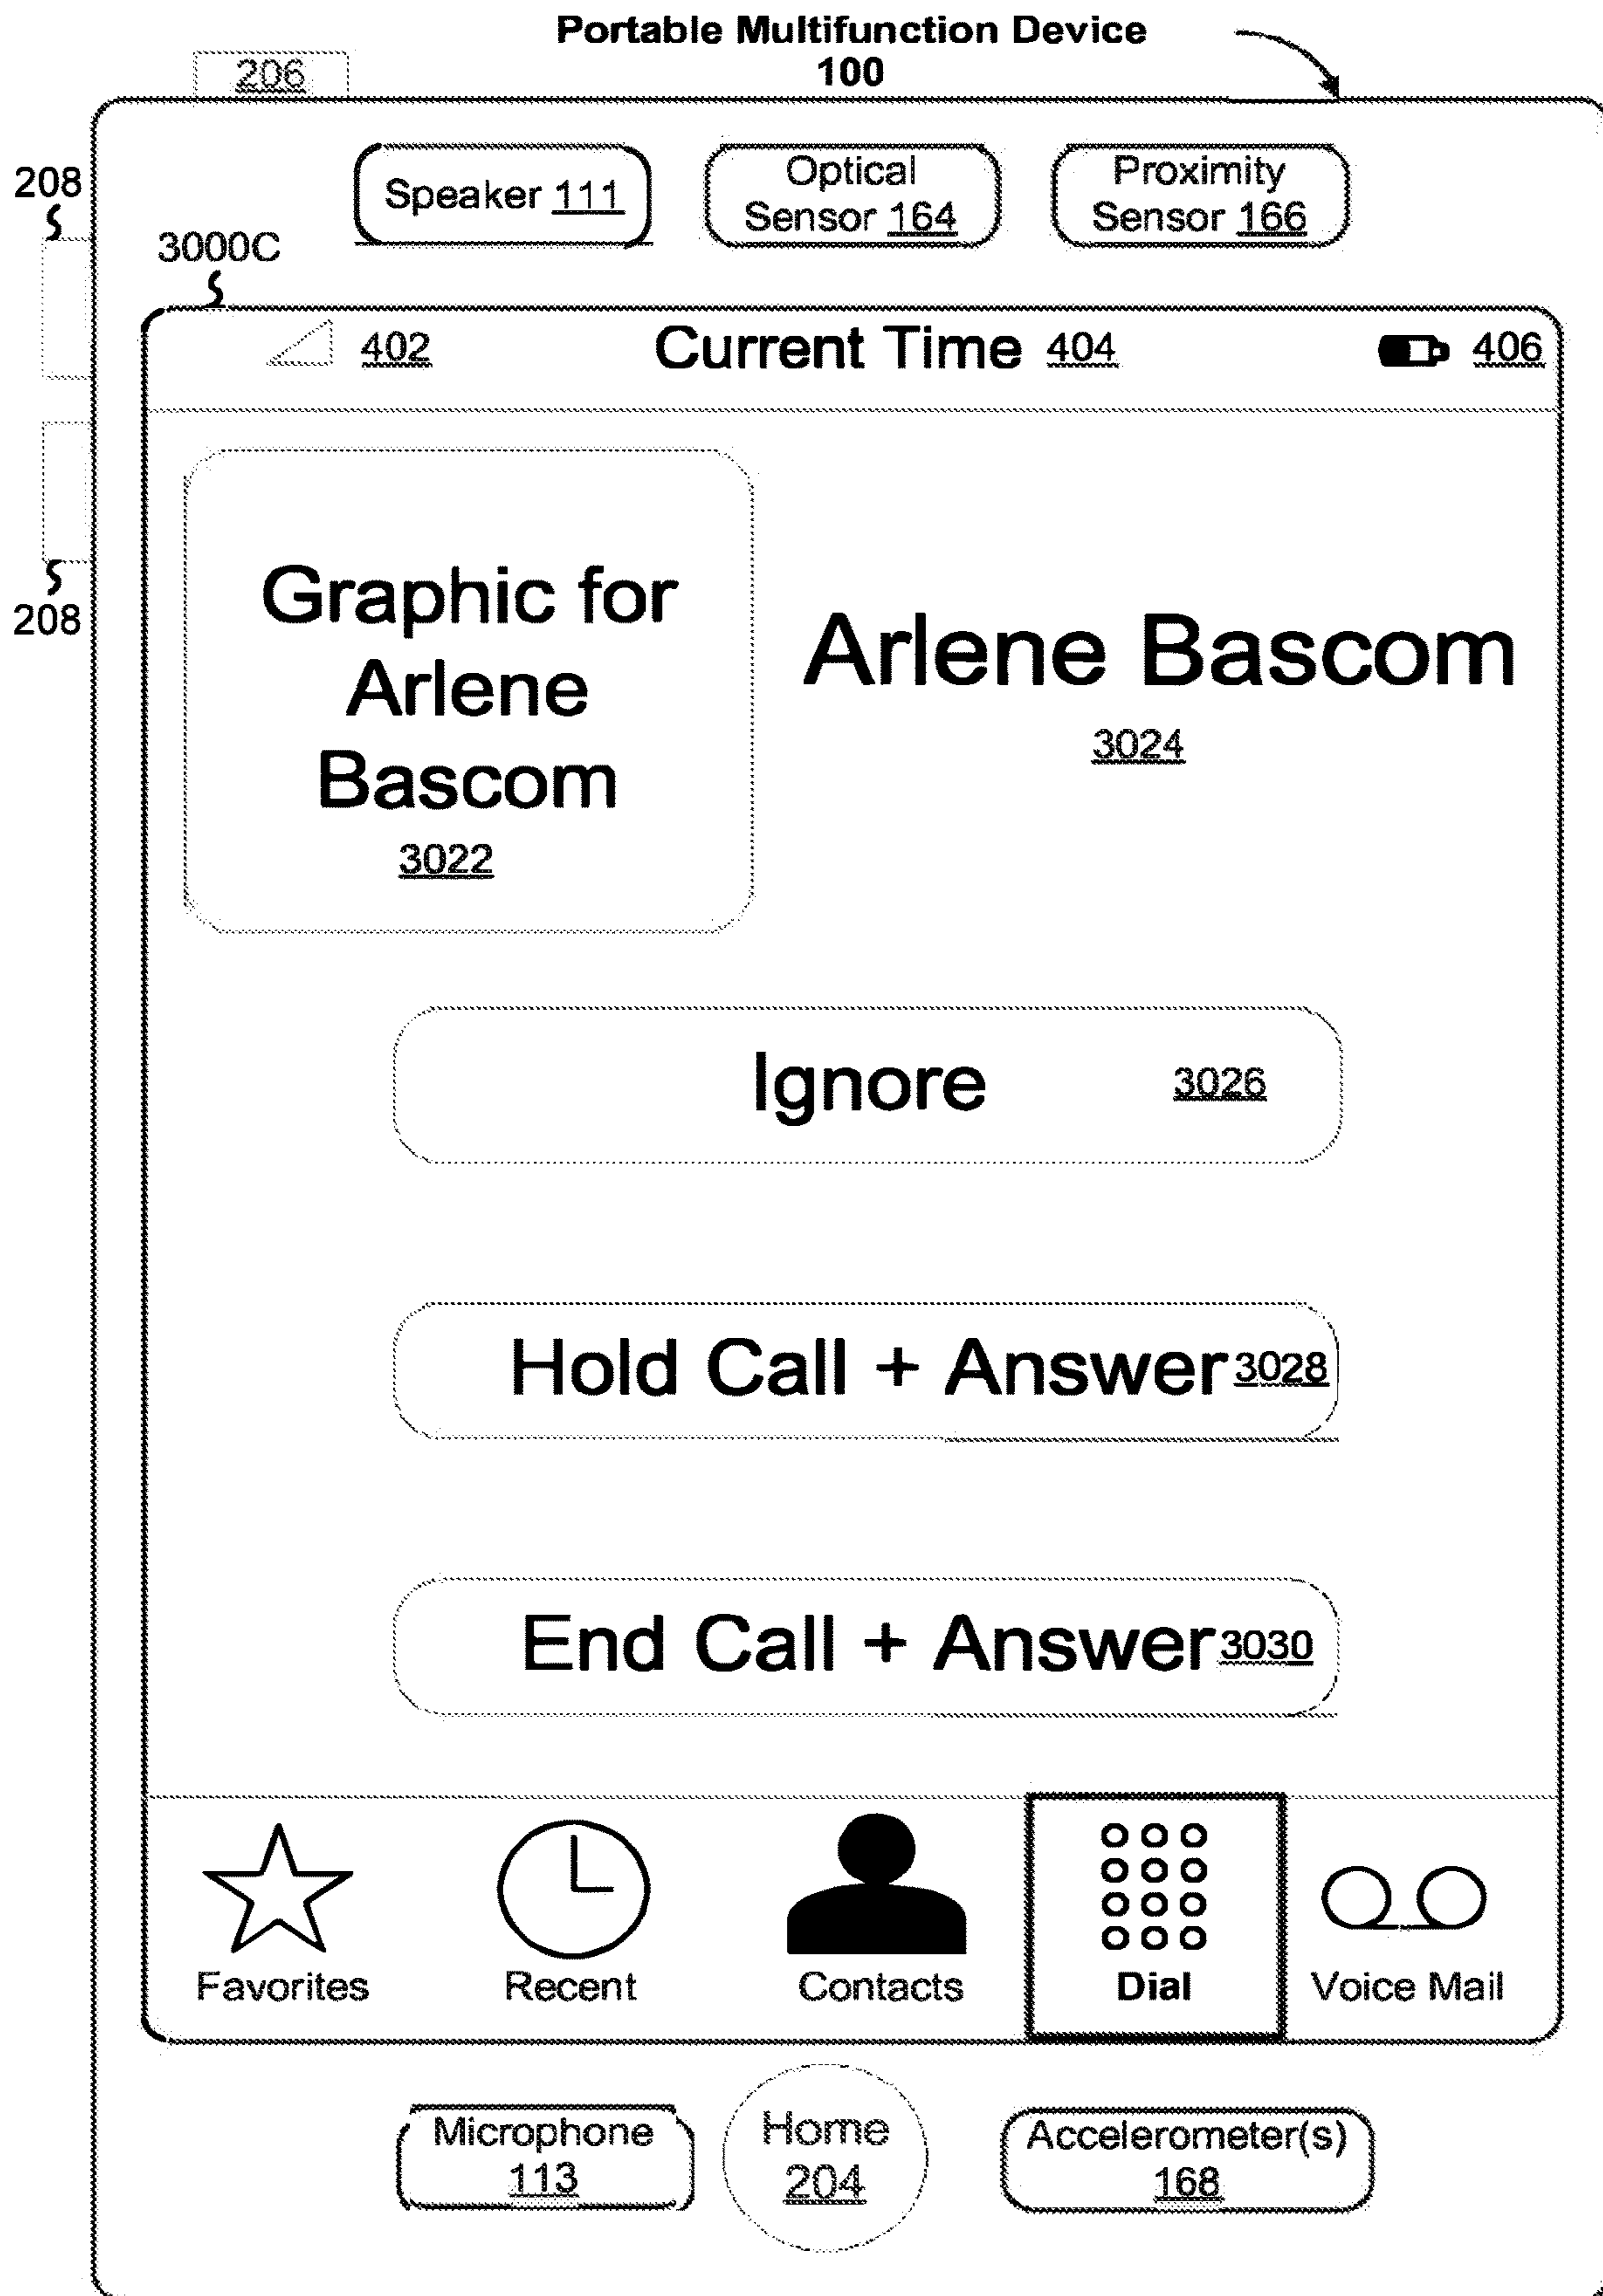 Portable Multifunction Device
100
206
208
Speaker 111
Optical
Sensor 164
Proximity
Sensor 166
3000C
402
Current Time 404
406
Graphic for
Arlene
Bascom
3022
Arlene Bascom
3024
208
Ignore 3026
Hold Call + Answer 3028
End Call + Answer 3030
Favorites
Recent
Contacts
Dial
Voice Mail
Microphone
113
Home
204
Accelerometer(s)
168